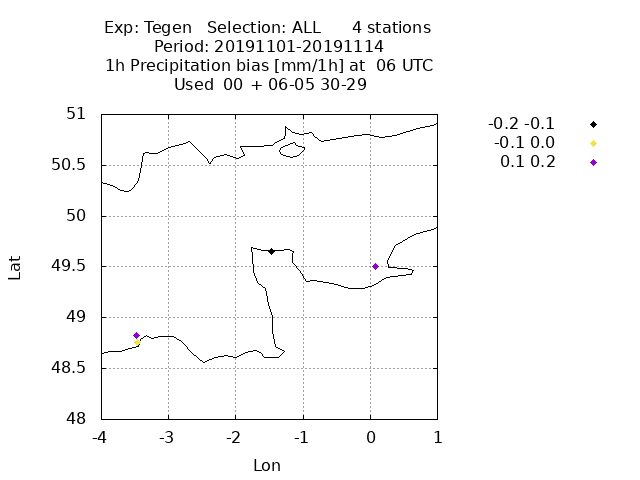 Exp: Tegen Selection: ALL 4 stations
Period: 20191101-20191114
1h Precipitation bias [mm/1h] at 06 UTC
Used 00 + 06-05 30-29
-0.2 -0.1
-0.1 0.0
0.1 0.2
51
50.5
50
49.5
49
48.5
48
Lat
-4 -3 -2 -1 0 1
Lon